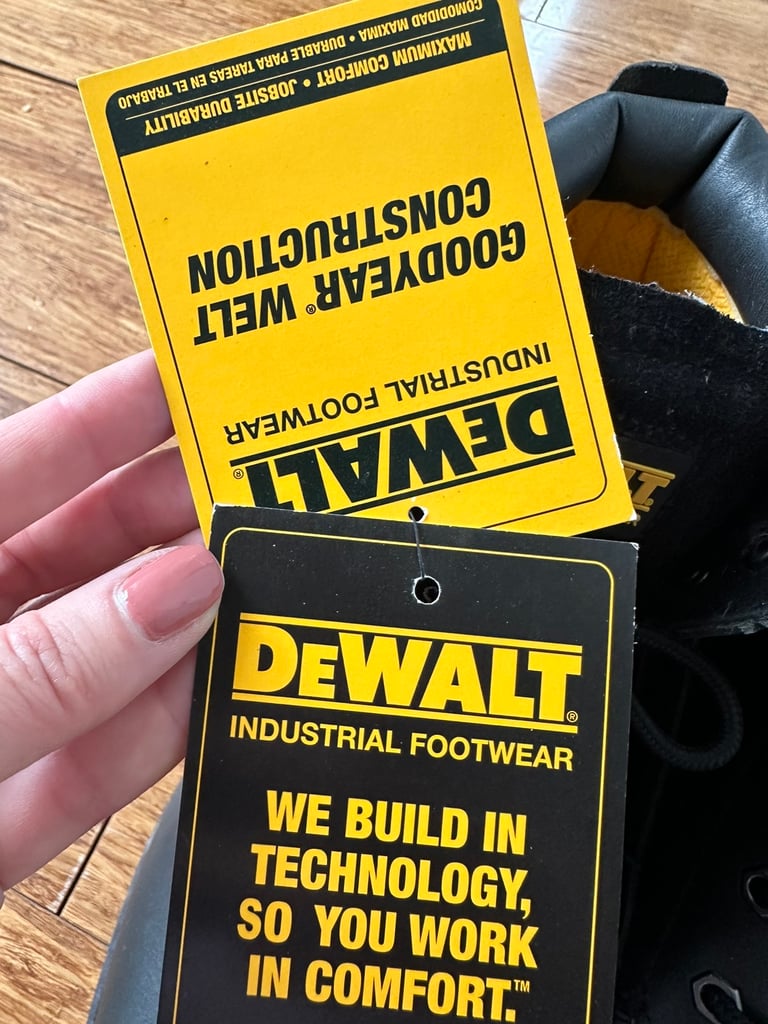 DEWALT®
INDUSTRIAL FOOTWEAR
GOODYEAR® WELT
CONSTRUCTION
MAXIMUM COMFORT • JOBSITE DURABILITY
COMODIDAD MAXIMA • DURABLE PARA TAREAS EN EL TRABAJO
DEWALT®
INDUSTRIAL FOOTWEAR
WE BUILD IN
TECHNOLOGY,
SO YOU WORK
IN COMFORT.™